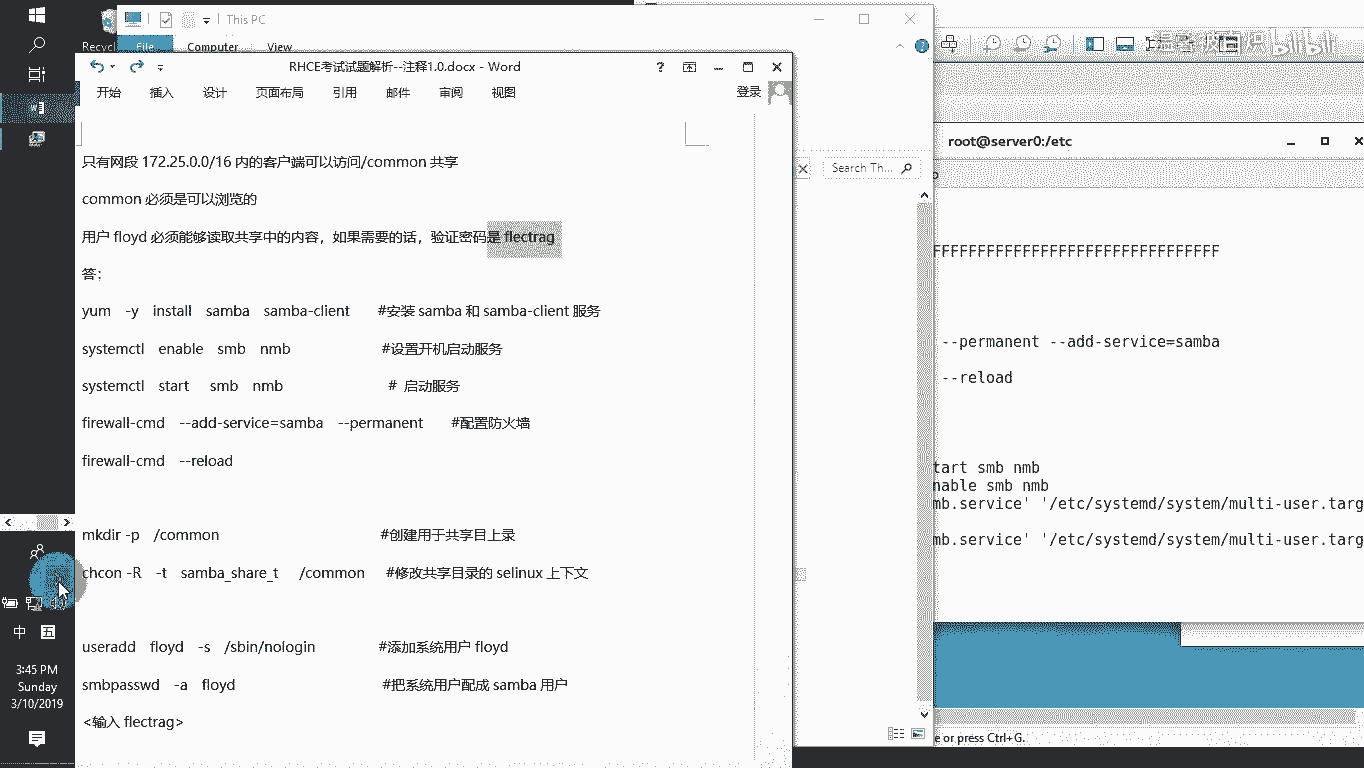 This PC
Recycl
File
Computer
View
RHCE考试试题解析--注释1.0.docx - Word
开始 插入 设计 页面布局 引用 邮件 审阅 视图
登录
只有网段 172.25.0.0/16 内的客户端可以访问/common 共享
common 必须是可以浏览的
用户 floyd 必须能够读取共享中的内容，如果需要的话，验证密码是 flectrag
答：
yum -y install samba samba-client #安装 samba 和 samba-client 服务
systemctl enable smb nmb #设置开机启动服务
systemctl start smb nmb # 启动服务
firewall-cmd --add-service=samba --permanent #配置防火墙
firewall-cmd --reload
mkdir -p /common #创建用于共享目上录
chcon -R -t samba_share_t /common #修改共享目录的 selinux 上下文
useradd floyd -s /sbin/nologin #添加系统用户 floyd
smbpasswd -a floyd #把系统用户配成 samba 用户
<输入 flectrag>
Search Th...
bilibili
root@server0:/etc
FFFFFFFFFFFFFFFFFFFFFFFFFFFFFFFF
--permanent --add-service=samba
--reload
tart smb nmb
nable smb nmb
mb.service' '/etc/systemd/system/multi-user.targ
mb.service' '/etc/systemd/system/multi-user.targ
e or press Ctrl+G.
中 五
3:45 PM
Sunday
3/10/2019